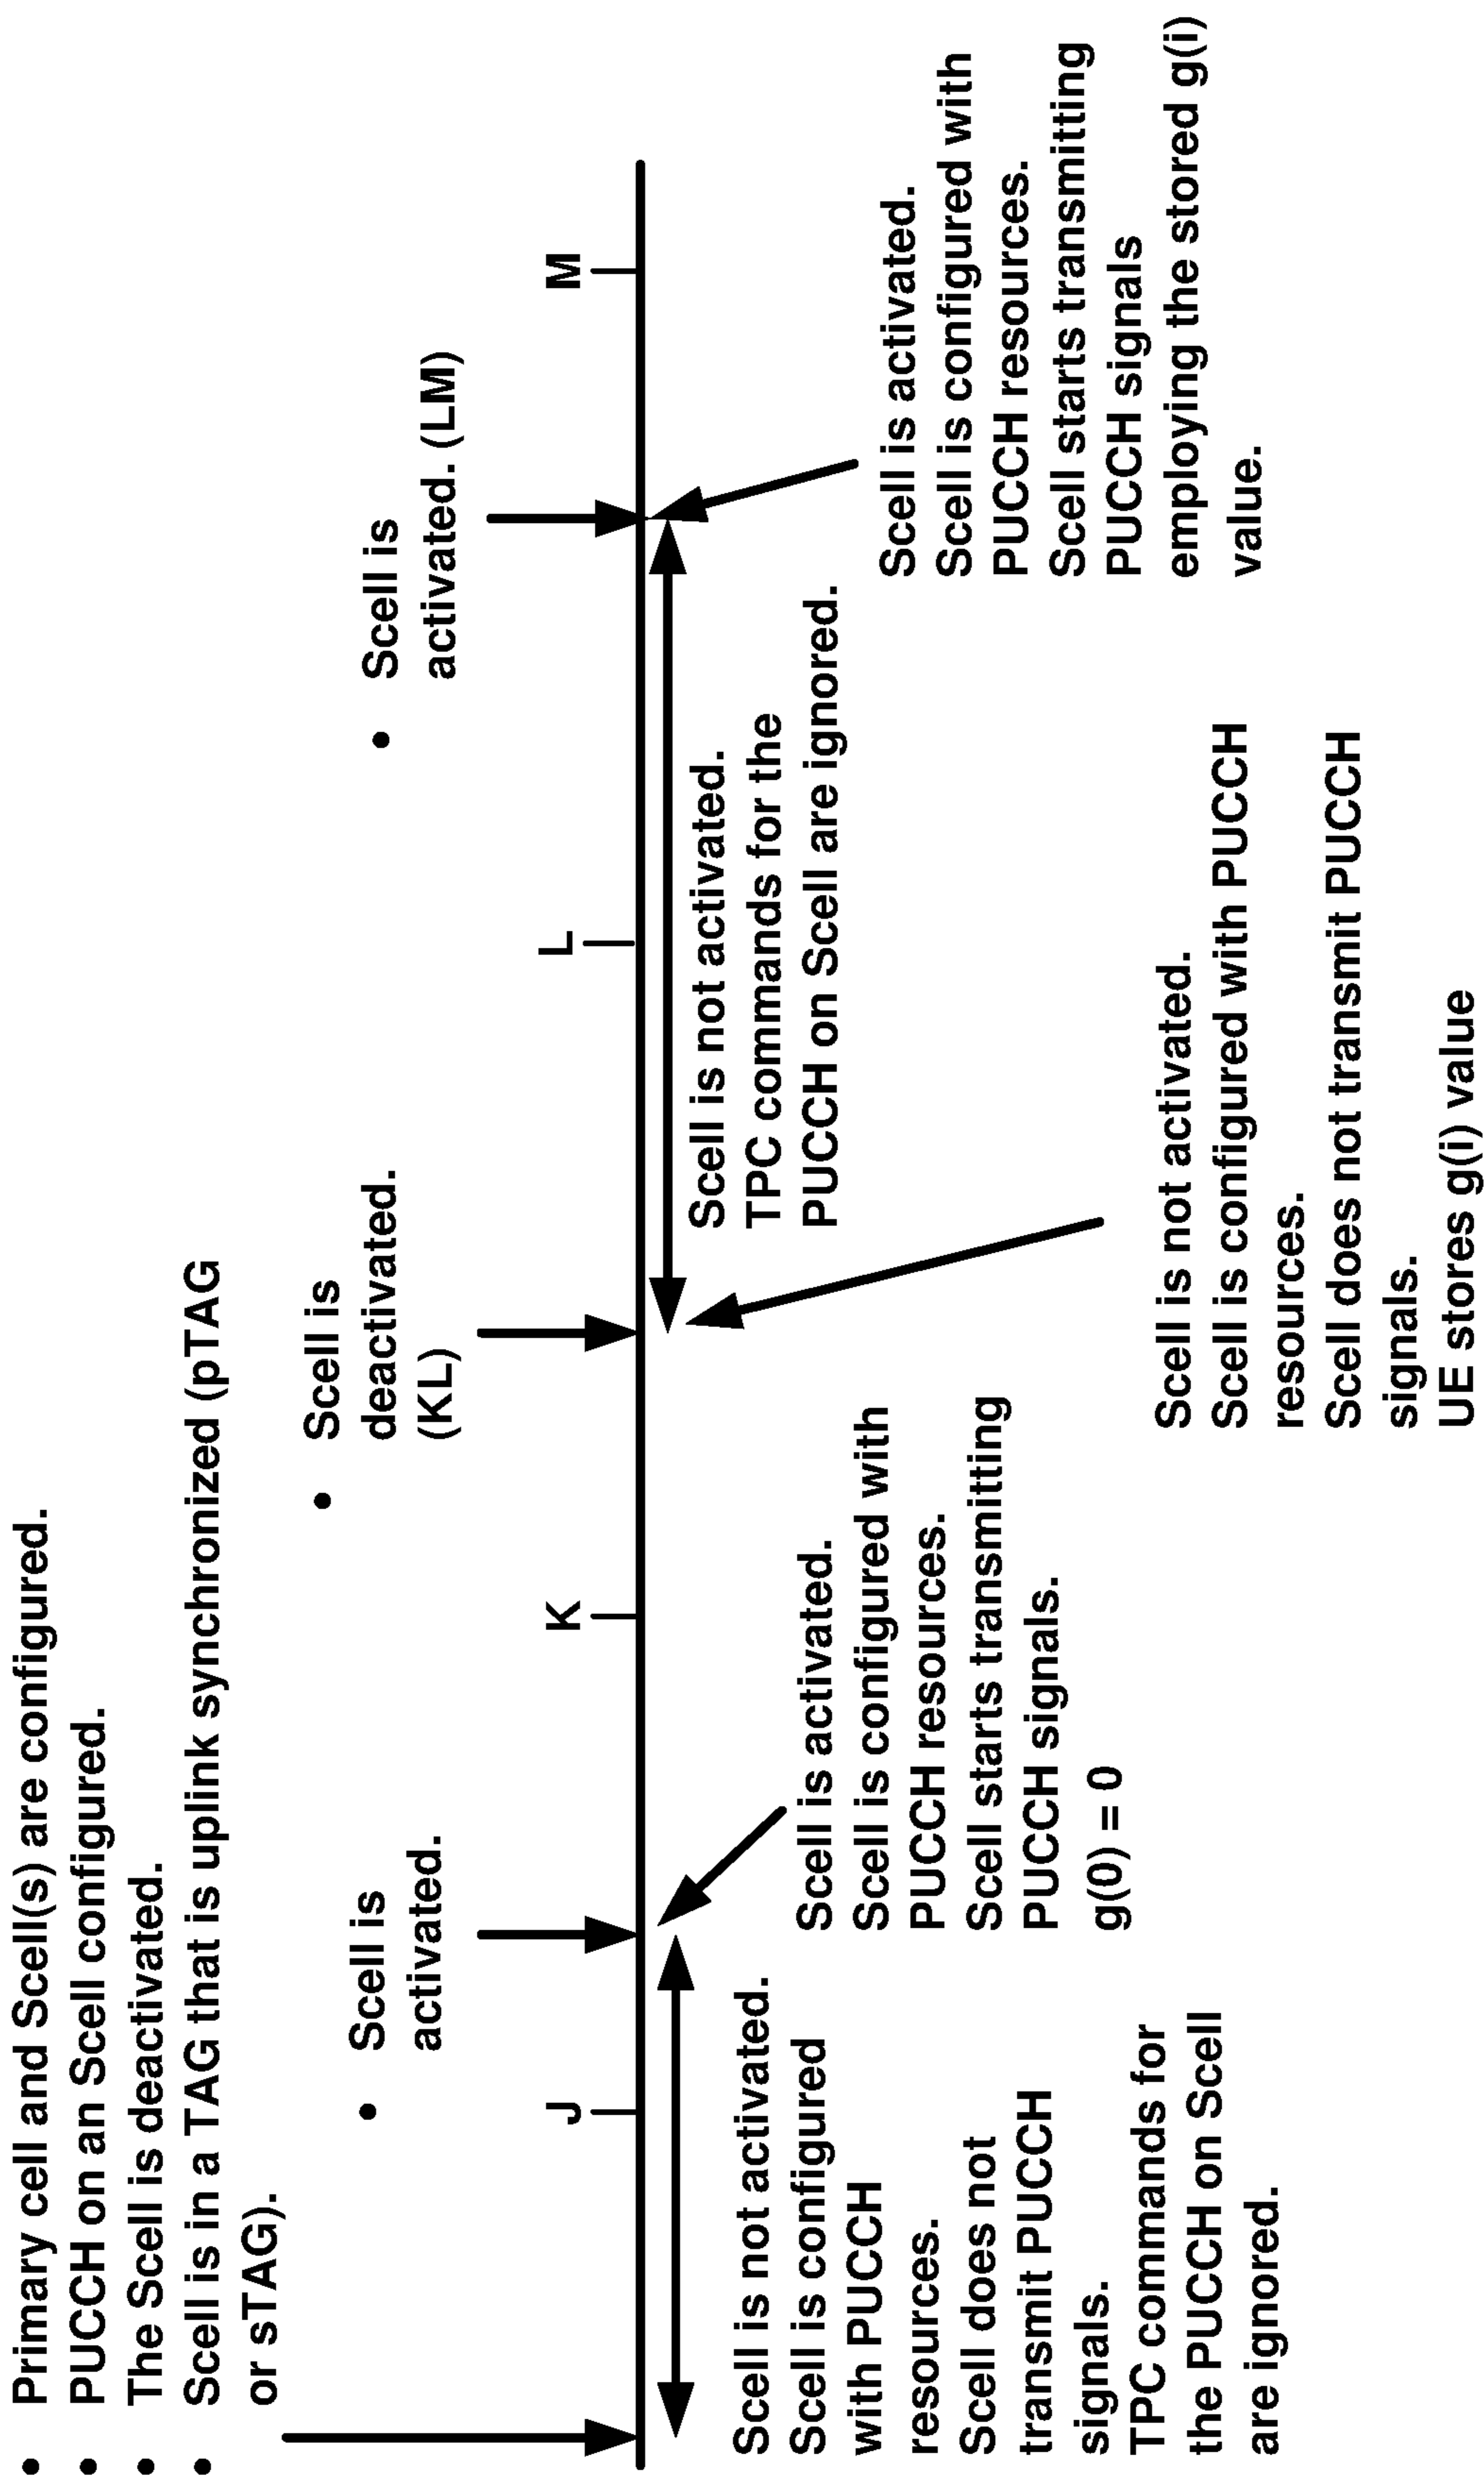 • Primary cell and Scell(s) are configured.
• PUCCH on an Scell configured.
• The Scell is deactivated.
• Scell is in a TAG that is uplink synchronized (pTAG
or sTAG).
• Scell is
activated.
• Scell is
deactivated.
(KL)
• Scell is
activated. (LM)
J
K
L
M
Scell is not activated.
Scell is configured
with PUCCH
resources.
Scell does not
transmit PUCCH
signals.
TPC commands for
the PUCCH on Scell
are ignored.
Scell is activated.
Scell is configured with
PUCCH resources.
Scell starts transmitting
PUCCH signals.
g(0) = 0
Scell is not activated.
TPC commands for the
PUCCH on Scell are ignored.
Scell is not activated.
Scell is configured with PUCCH
resources.
Scell does not transmit PUCCH
signals.
UE stores g(i) value
Scell is activated.
Scell is configured with
PUCCH resources.
Scell starts transmitting
PUCCH signals
employing the stored g(i)
value.